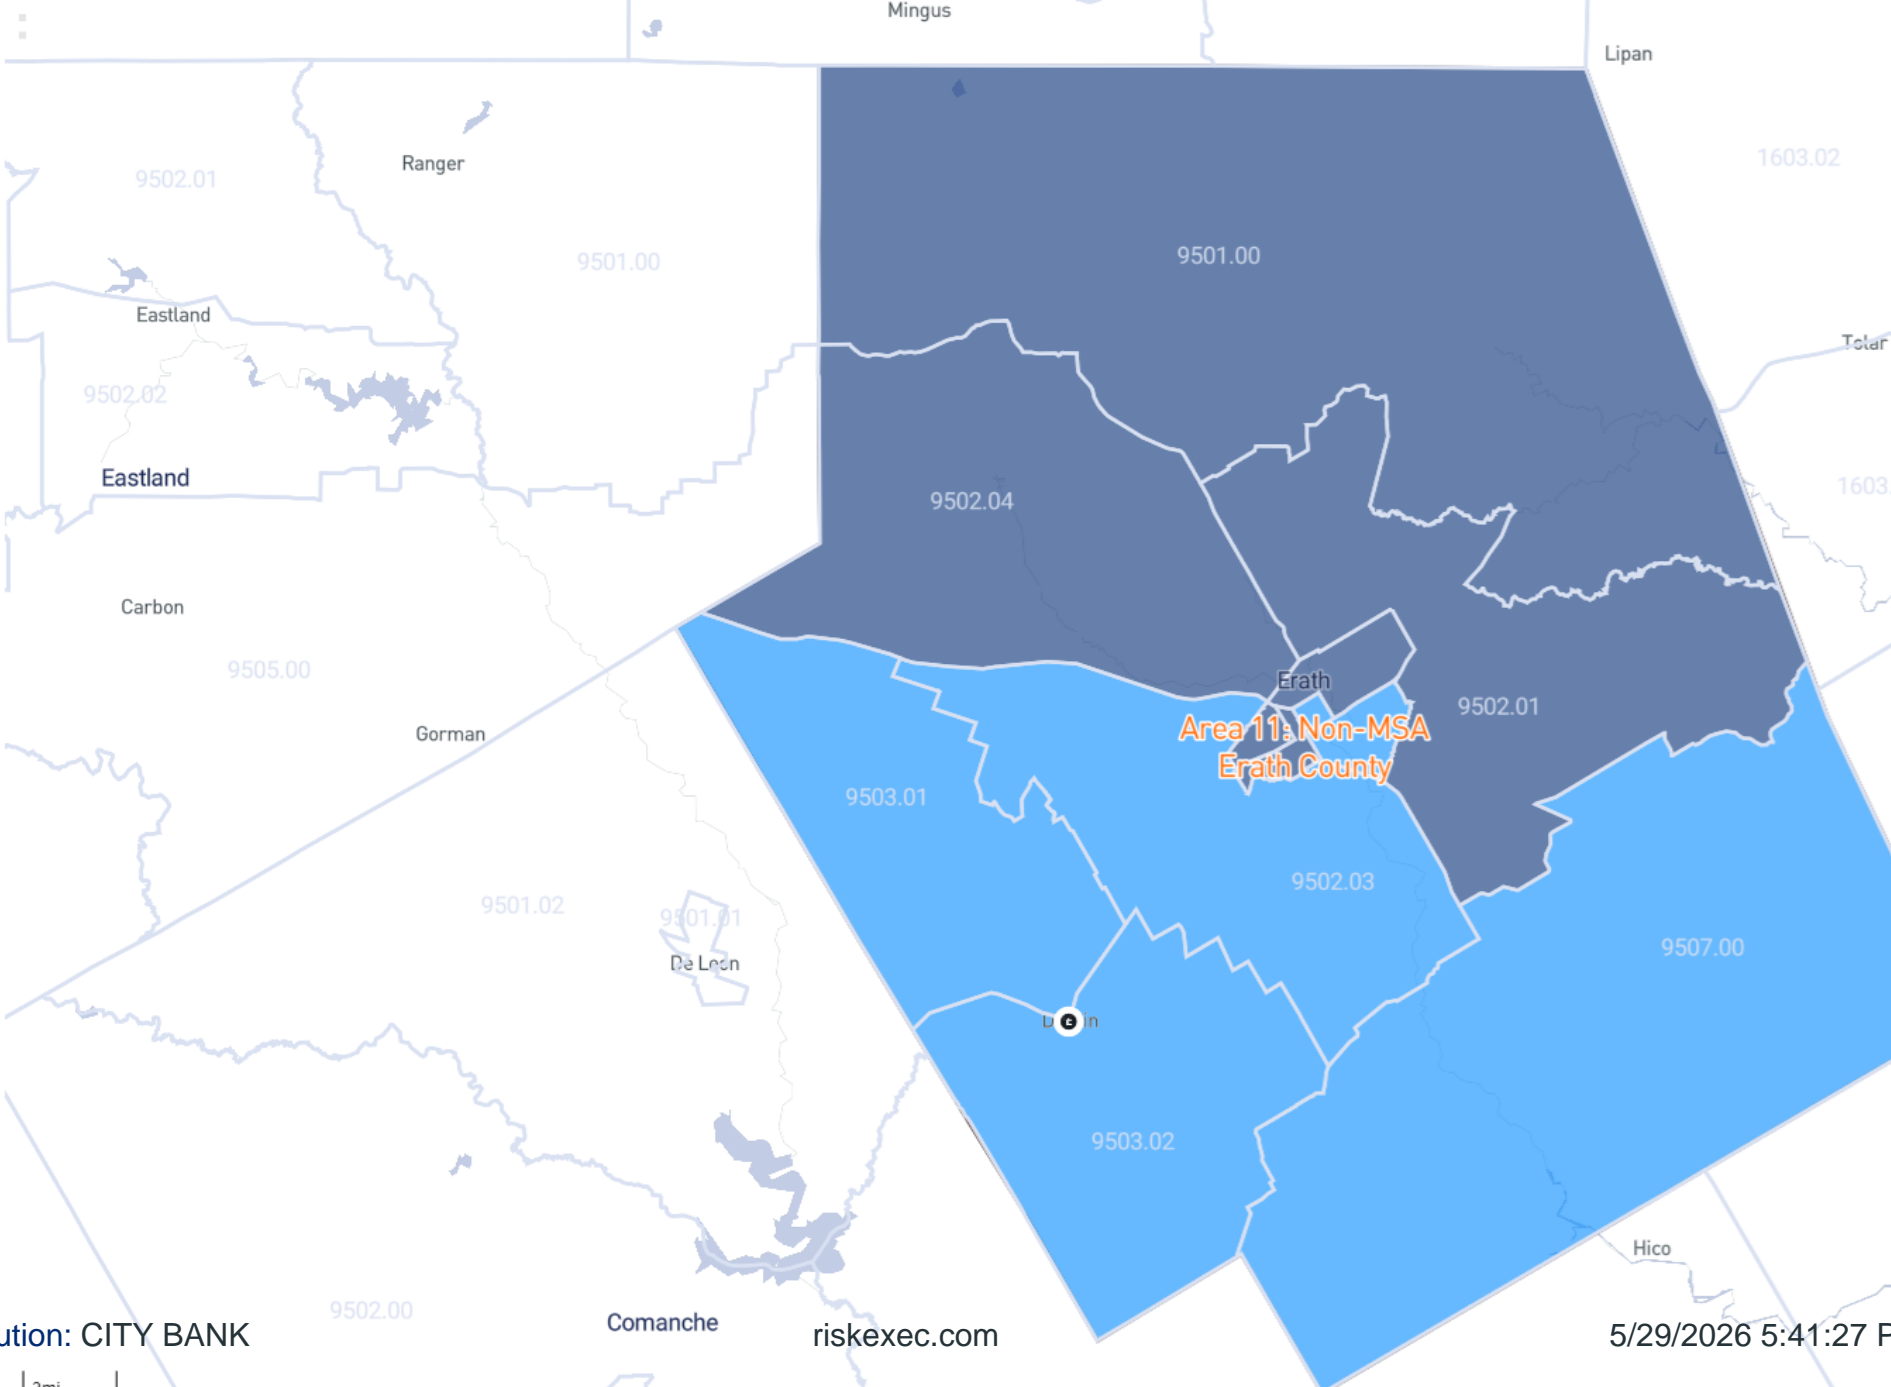 Mingus
Lipan
1603.02
Ranger
9502.01
9501.00
9501.00
Eastland
Tolar
9502.02
Eastland
9502.04
1603.
Carbon
9505.00
Erath
9502.01
Area 11: Non-MSA
Erath County
Gorman
9503.01
9502.03
9501.02
9501.01
9507.00
De Leon
9503.02
Hico
9502.00
Comanche
ution: CITY BANK
riskexec.com
5/29/2026 5:41:27 P